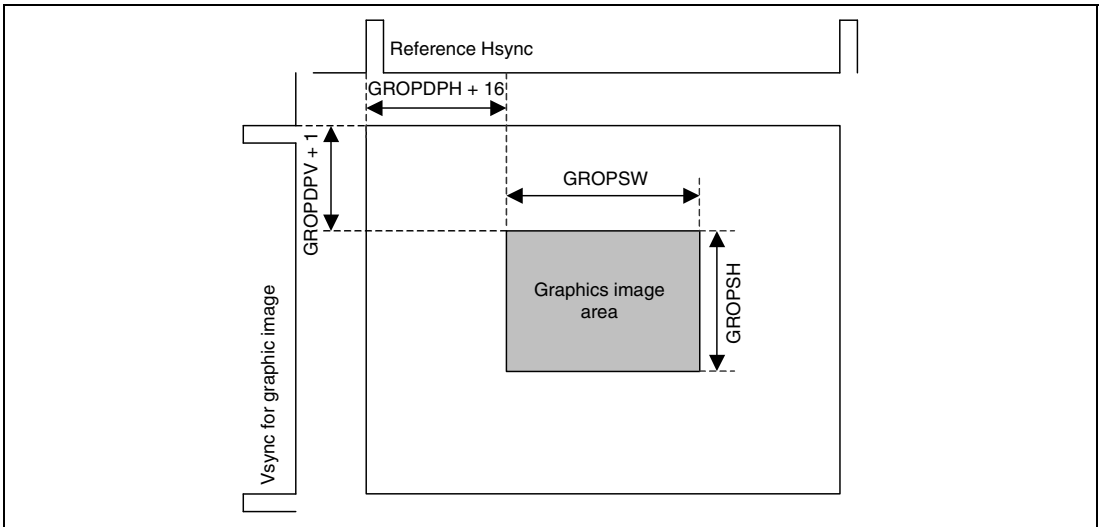 Reference Hsync
GROPDPH + 16
GROPDPV + 1
GROPSW
Graphics image
area
GROPSH
Vsync for graphic image